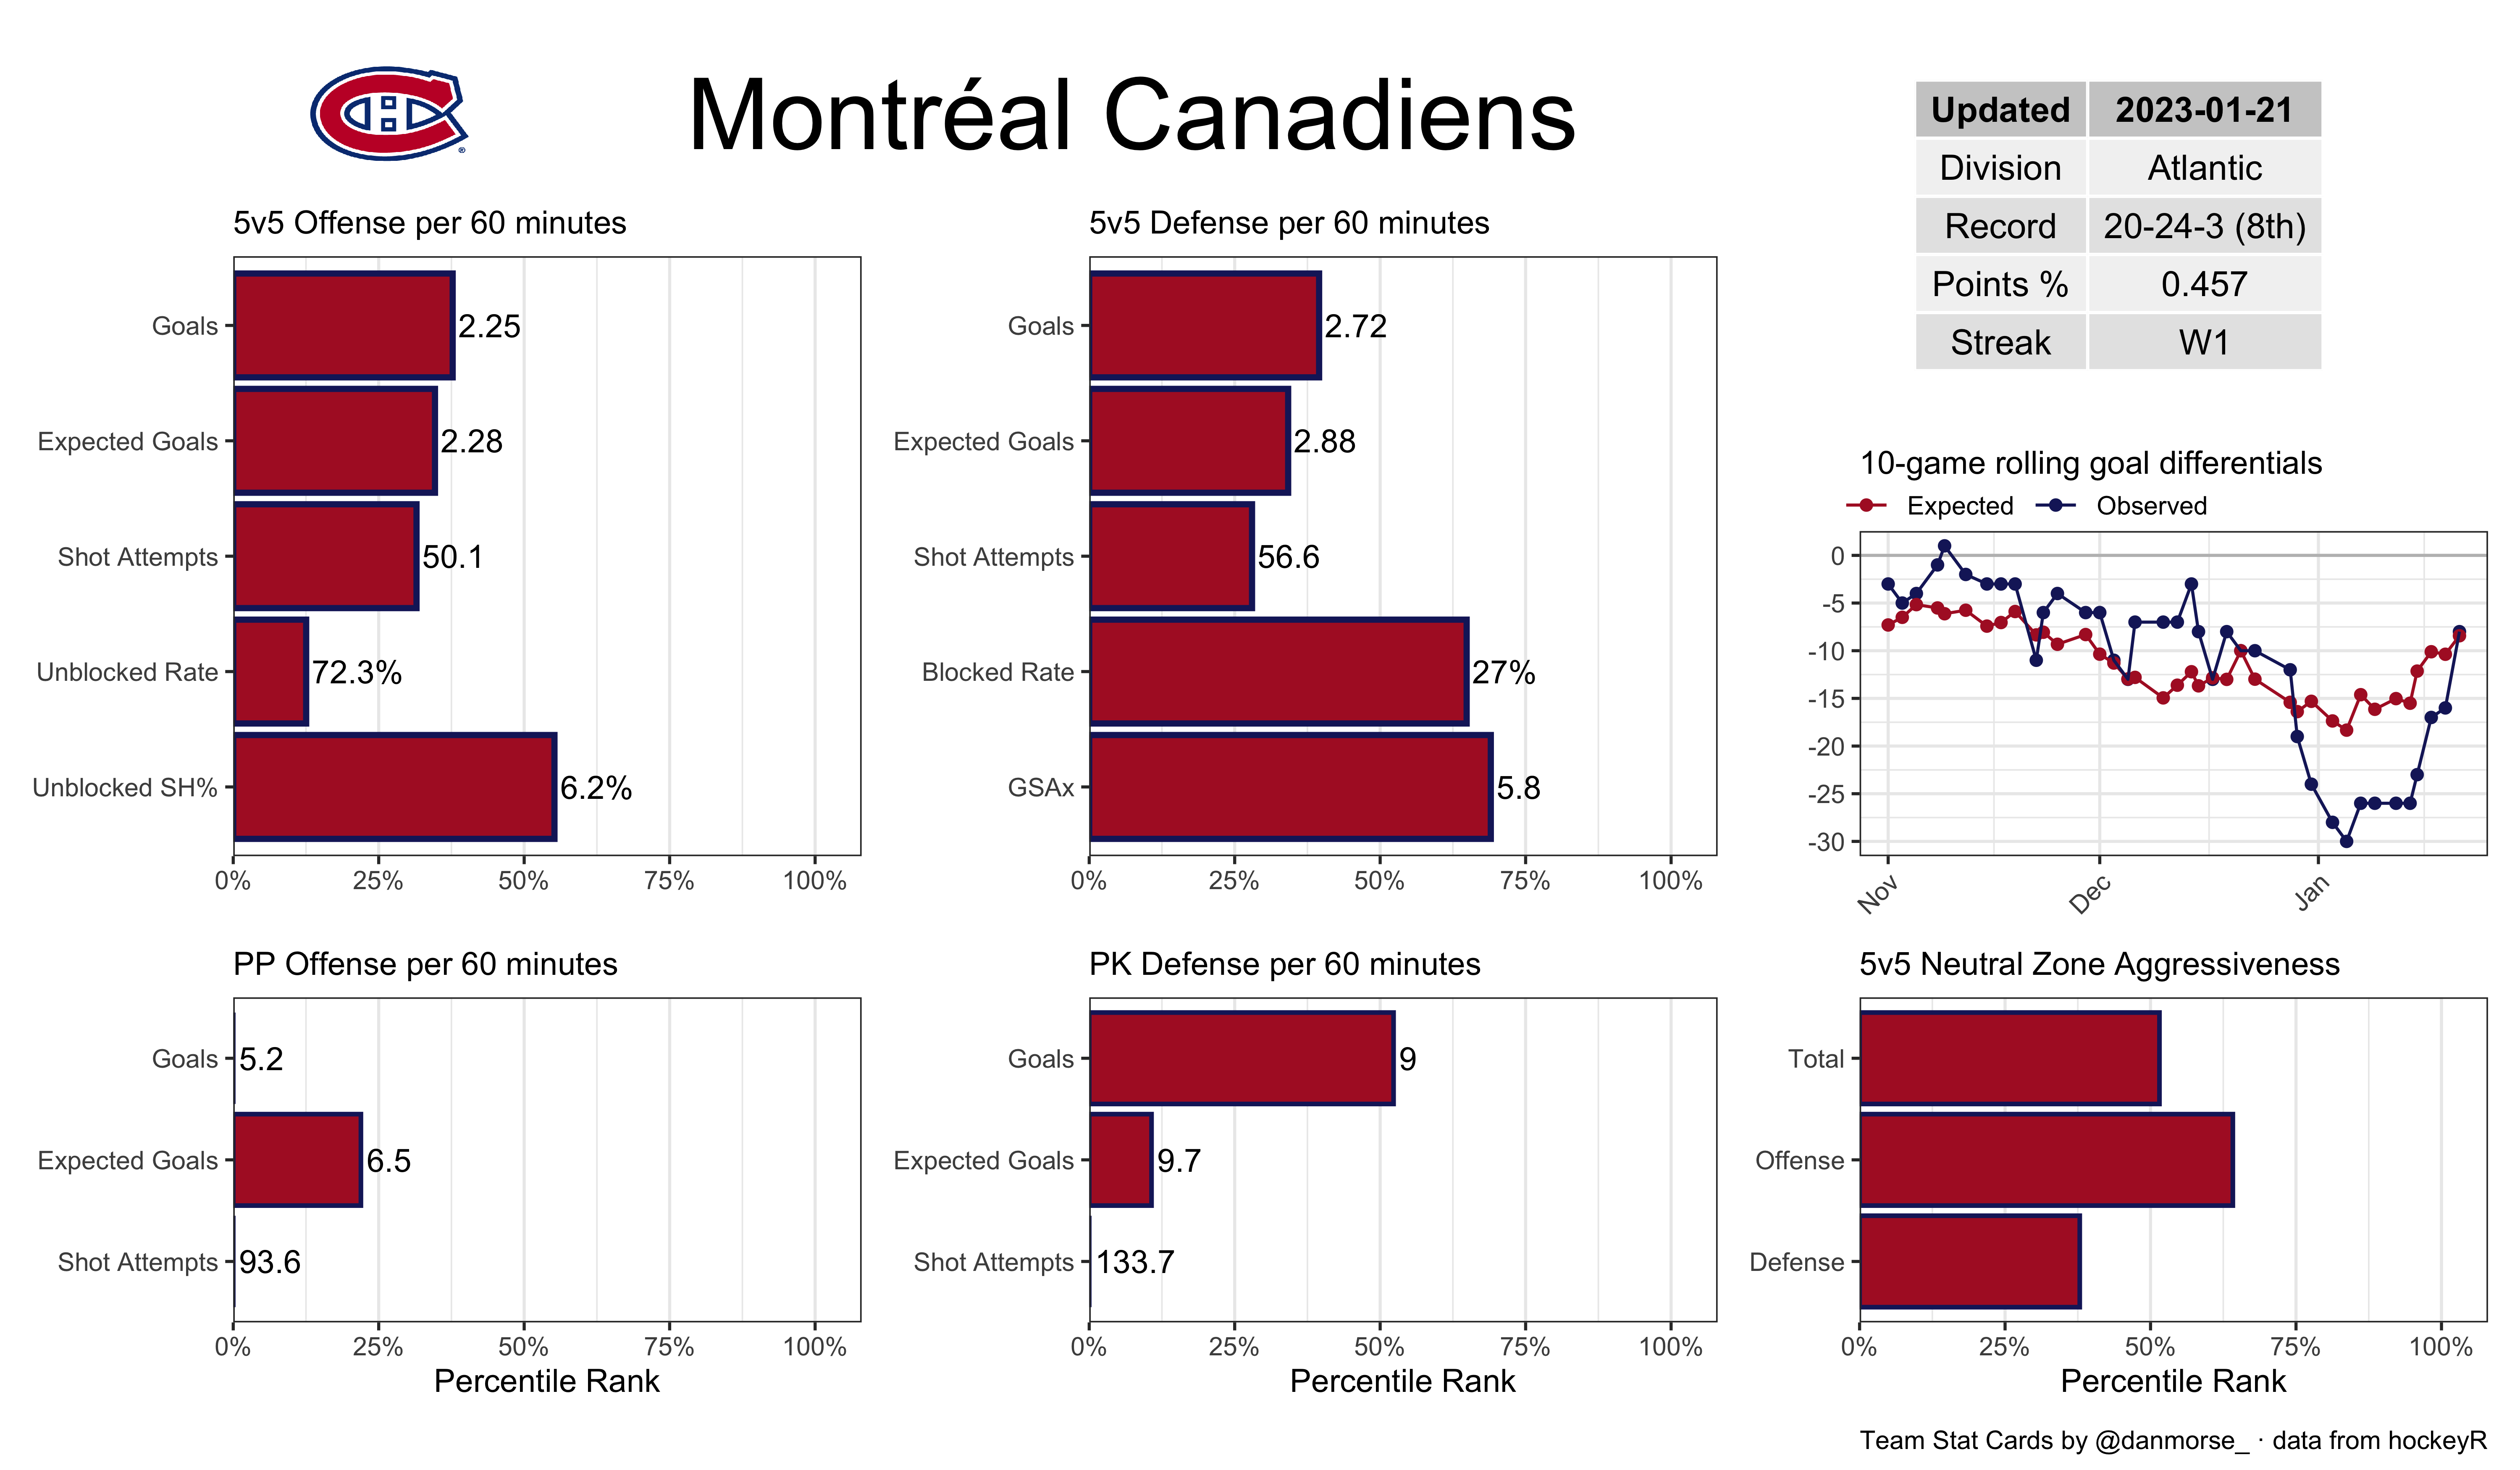 Montréal Canadiens
Updated 2023-01-21
Division Atlantic
Record 20-24-3 (8th)
Points % 0.457
Streak W1
5v5 Offense per 60 minutes
Goals 2.25
Expected Goals 2.28
Shot Attempts 50.1
Unblocked Rate 72.3%
Unblocked SH% 6.2%
0% 25% 50% 75% 100%
5v5 Defense per 60 minutes
Goals 2.72
Expected Goals 2.88
Shot Attempts 56.6
Blocked Rate 27%
GSAx 5.8
0% 25% 50% 75% 100%
10-game rolling goal differentials
Expected Observed
0
-5
-10
-15
-20
-25
-30
Nov Dec Jan
PP Offense per 60 minutes
Goals 5.2
Expected Goals 6.5
Shot Attempts 93.6
0% 25% 50% 75% 100%
Percentile Rank
PK Defense per 60 minutes
Goals 9
Expected Goals 9.7
Shot Attempts 133.7
0% 25% 50% 75% 100%
Percentile Rank
5v5 Neutral Zone Aggressiveness
Total
Offense
Defense
0% 25% 50% 75% 100%
Percentile Rank
Team Stat Cards by @danmorse_ · data from hockeyR